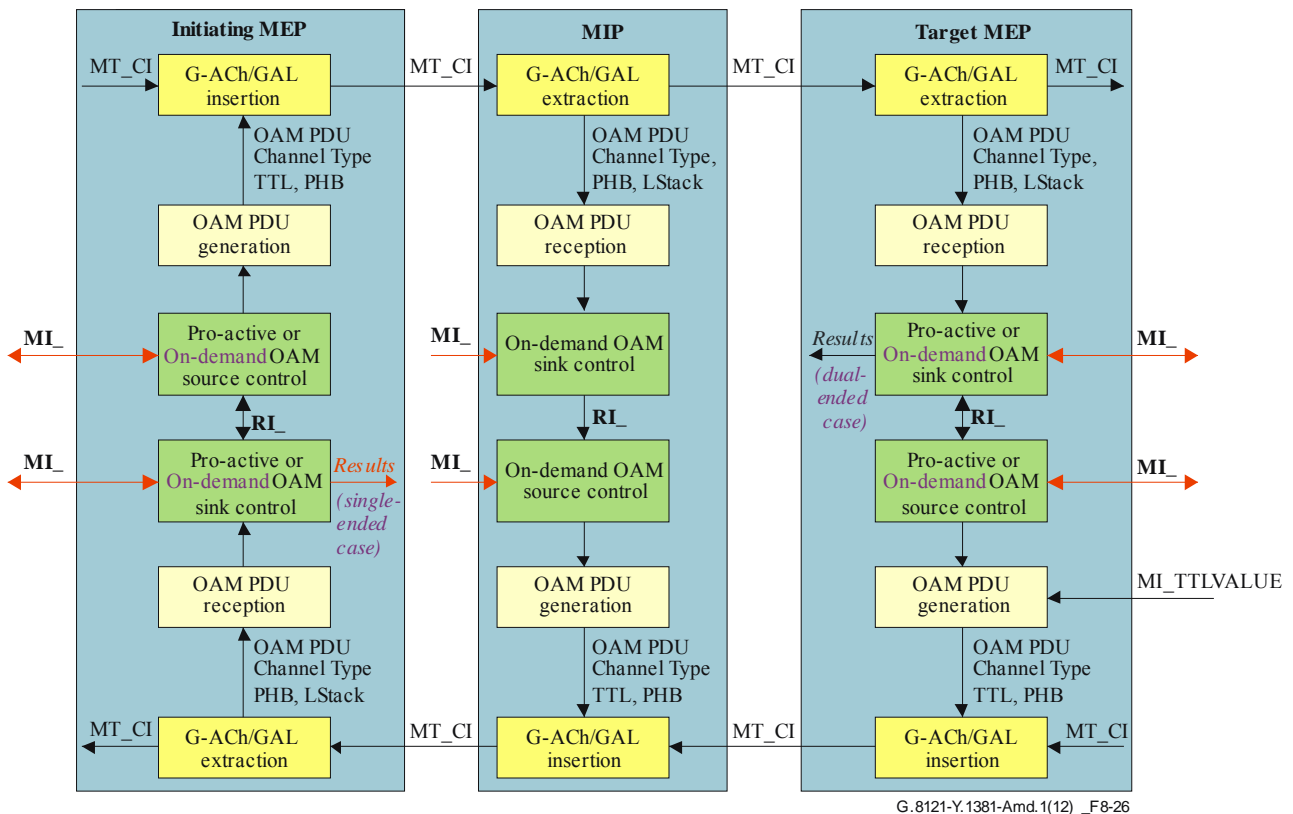 Initiating MEP
MT_CI
G-ACh/GAL
insertion
OAM PDU
Channel Type
TTL, PHB
OAM PDU
generation
MI_
Pro-active or
On-demand OAM
source control
RI_
MI_
Pro-active or
On-demand OAM
sink control
Results
(single-
ended
case)
OAM PDU
reception
OAM PDU
Channel Type
PHB, LStack
MT_CI
G-ACh/GAL
extraction
MT_CI
MT_CI
MIP
G-ACh/GAL
extraction
OAM PDU
Channel Type,
PHB, LStack
OAM PDU
reception
MI_
On-demand OAM
sink control
RI_
MI_
On-demand OAM
source control
OAM PDU
generation
OAM PDU
Channel Type
TTL, PHB
G-ACh/GAL
insertion
MT_CI
MT_CI
Target MEP
G-ACh/GAL
extraction
MT_CI
OAM PDU
Channel Type,
PHB, LStack
OAM PDU
reception
Results
(dual-
ended
case)
Pro-active or
On-demand OAM
sink control
MI_
RI_
Pro-active or
On-demand OAM
source control
MI_
OAM PDU
generation
MI_TTLVALUE
OAM PDU
Channel Type
TTL, PHB
G-ACh/GAL
insertion
MT_CI
G.8121-Y.1381-Amd.1(12)_F8-26